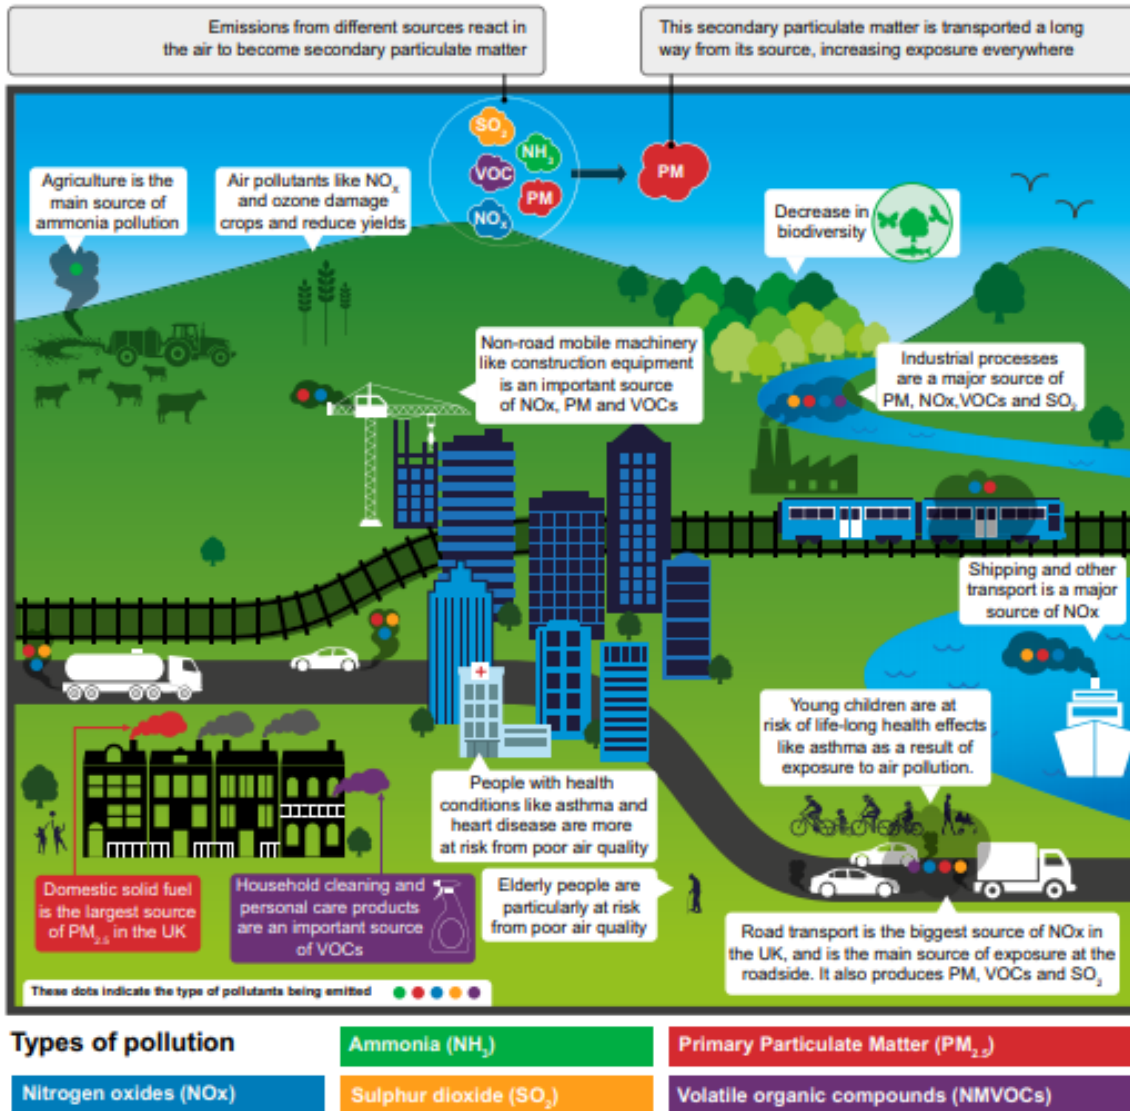 Emissions from different sources react in
the air to become secondary particulate matter
This secondary particulate matter is transported a long
way from its source, increasing exposure everywhere
SO₂
NH₃
VOC
PM
NOₓ
PM
Agriculture is the
main source of
ammonia pollution
Air pollutants like NOₓ
and ozone damage
crops and reduce yields
Decrease in
biodiversity
Non-road mobile machinery
like construction equipment
is an important source
of NOx, PM and VOCs
Industrial processes
are a major source of
PM, NOx,VOCs and SO₂
Shipping and other
transport is a major
source of NOx
Young children are at
risk of life-long health effects
like asthma as a result of
exposure to air pollution.
People with health
conditions like asthma and
heart disease are more
at risk from poor air quality
Domestic solid fuel
is the largest source
of PM₂.₅ in the UK
Household cleaning and
personal care products
are an important source
of VOCs
Elderly people are
particularly at risk
from poor air quality
Road transport is the biggest source of NOx in
the UK, and is the main source of exposure at the
roadside. It also produces PM, VOCs and SO₂
These dots indicate the type of pollutants being emitted
Types of pollution
Ammonia (NH₃)
Primary Particulate Matter (PM₂.₅)
Nitrogen oxides (NOx)
Sulphur dioxide (SO₂)
Volatile organic compounds (NMVOCs)